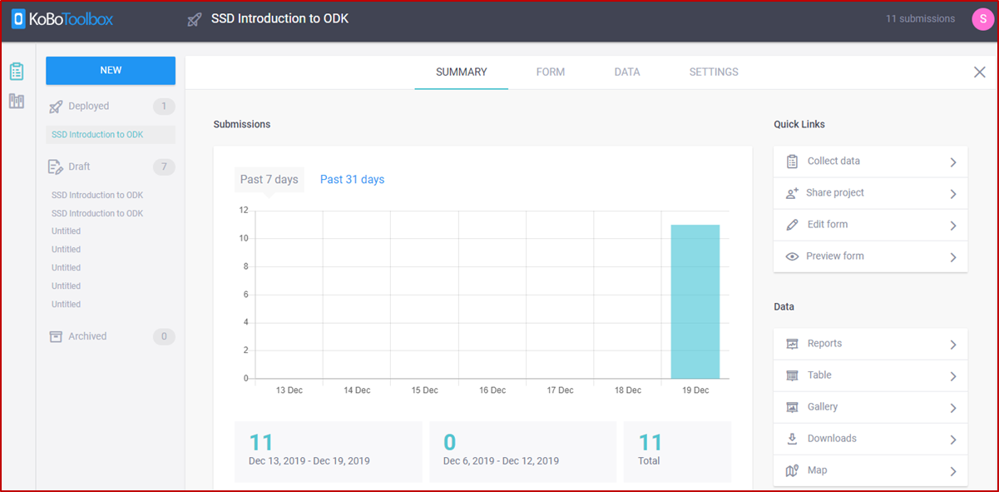 KoBoToolbox
SSD Introduction to ODK
11 submissions
S
NEW
Deployed
1
SSD Introduction to ODK
Draft
7
SSD Introduction to ODK
SSD Introduction to ODK
Untitled
Untitled
Untitled
Untitled
Untitled
Archived
0
SUMMARY
FORM
DATA
SETTINGS
Submissions
Past 7 days
Past 31 days
12
10
8
6
4
2
0
13 Dec
14 Dec
15 Dec
16 Dec
17 Dec
18 Dec
19 Dec
11
Dec 13, 2019 - Dec 19, 2019
0
Dec 6, 2019 - Dec 12, 2019
11
Total
Quick Links
Collect data
Share project
Edit form
Preview form
Data
Reports
Table
Gallery
Downloads
Map